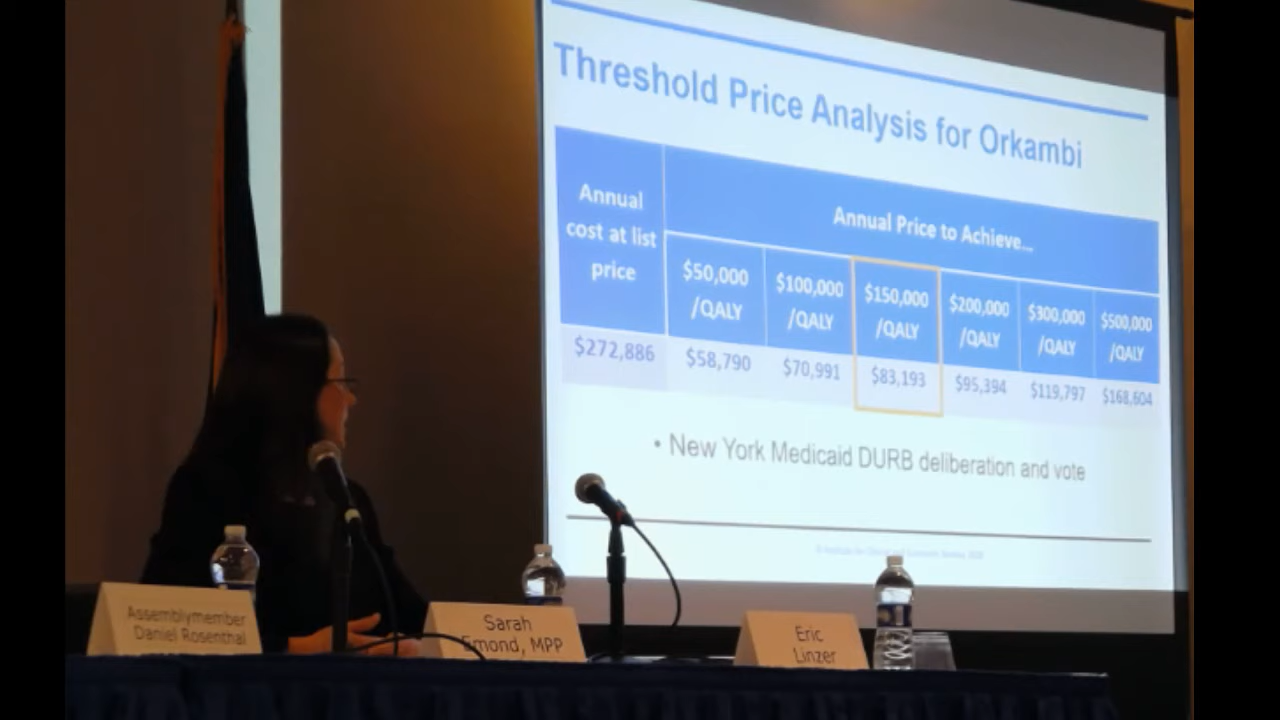 Threshold Price Analysis for Orkambi
Annual
cost at list
price
Annual Price to Achieve...
$50,000
/QALY
$100,000
/QALY
$150,000
/QALY
$200,000
/QALY
$300,000
/QALY
$500,000
/QALY
$272,886
$58,790
$70,991
$83,193
$95,394
$119,797
$168,604
• New York Medicaid DURB deliberation and vote
Assemblymember
Daniel Rosenthal
Sarah
Emond, MPP
Eric
Linzer